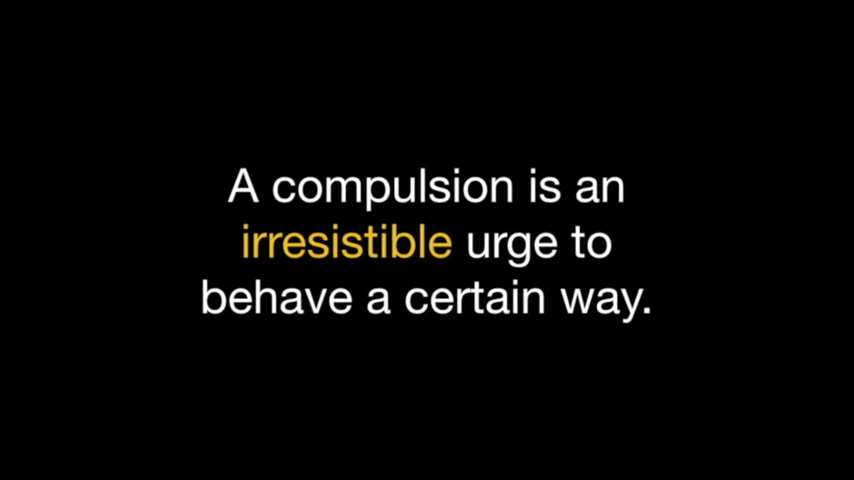 A compulsion is an
irresistible urge to
behave a certain way.